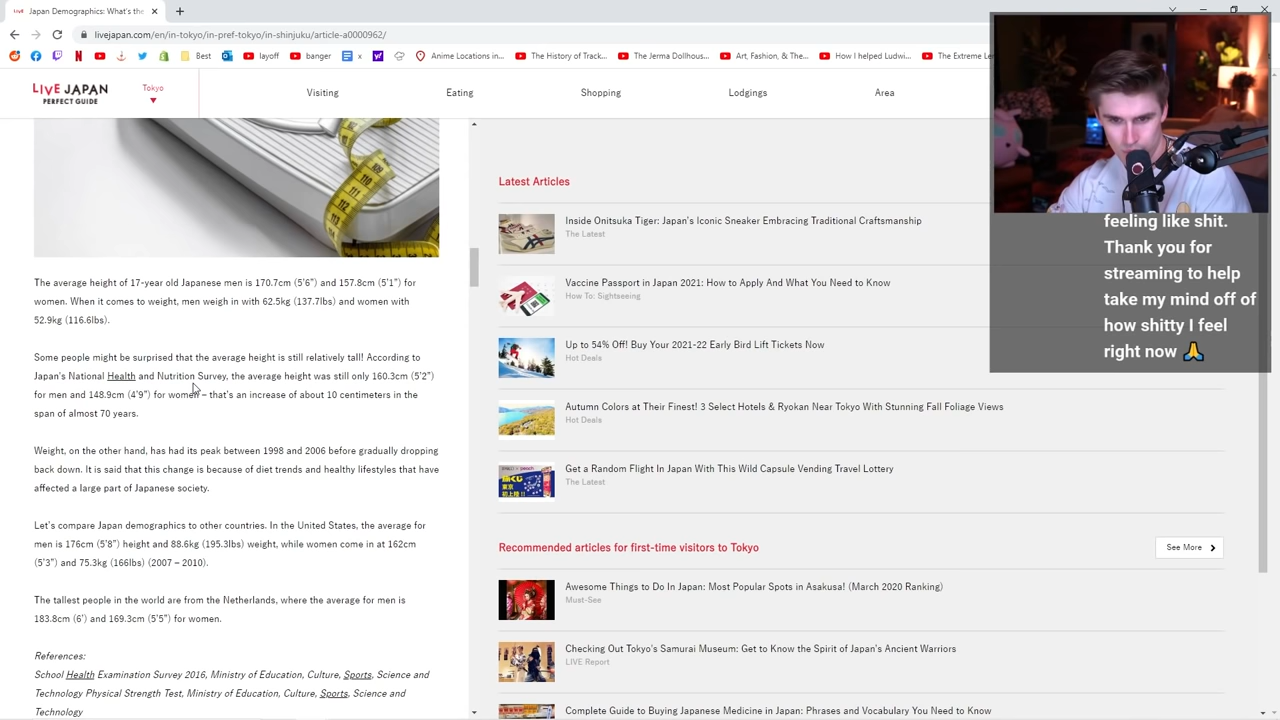 Japan Demographics: What's the
livejapan.com/en/in-tokyo/in-pref-tokyo/in-shinjuku/article-a0000962/
Best
layoff
banger
x
Anime Locations in...
The History of Track...
The Jerma Dollhous...
Art, Fashion, & The...
How I helped Ludwi...
The Extreme Le
LIVE JAPAN
PERFECT GUIDE
Tokyo
Visiting
Eating
Shopping
Lodgings
Area
The average height of 17-year old Japanese men is 170.7cm (5'6") and 157.8cm (5'1") for
women. When it comes to weight, men weigh in with 62.5kg (137.7lbs) and women with
52.9kg (116.6lbs).
Some people might be surprised that the average height is still relatively tall! According to
Japan's National Health and Nutrition Survey, the average height was still only 160.3cm (5'2")
for men and 148.9cm (4'9") for women – that's an increase of about 10 centimeters in the
span of almost 70 years.
Weight, on the other hand, has had its peak between 1998 and 2006 before gradually dropping
back down. It is said that this change is because of diet trends and healthy lifestyles that have
affected a large part of Japanese society.
Let's compare Japan demographics to other countries. In the United States, the average for
men is 176cm (5'8") height and 88.6kg (195.3lbs) weight, while women come in at 162cm
(5'3") and 75.3kg (166lbs) (2007 – 2010).
The tallest people in the world are from the Netherlands, where the average for men is
183.8cm (6') and 169.3cm (5'5") for women.
References:
School Health Examination Survey 2016, Ministry of Education, Culture, Sports, Science and
Technology Physical Strength Test, Ministry of Education, Culture, Sports, Science and
Technology
Latest Articles
Inside Onitsuka Tiger: Japan's Iconic Sneaker Embracing Traditional Craftsmanship
The Latest
Vaccine Passport in Japan 2021: How to Apply And What You Need to Know
How To: Sightseeing
Up to 54% Off! Buy Your 2021-22 Early Bird Lift Tickets Now
Hot Deals
Autumn Colors at Their Finest! 3 Select Hotels & Ryokan Near Tokyo With Stunning Fall Foliage Views
Hot Deals
Get a Random Flight In Japan With This Wild Capsule Vending Travel Lottery
The Latest
Recommended articles for first-time visitors to Tokyo
See More
Awesome Things to Do In Japan: Most Popular Spots in Asakusa! (March 2020 Ranking)
Must-See
Checking Out Tokyo's Samurai Museum: Get to Know the Spirit of Japan's Ancient Warriors
LIVE Report
Complete Guide to Buying Japanese Medicine in Japan: Phrases and Vocabulary You Need to Know
feeling like shit.
Thank you for
streaming to help
take my mind off of
how shitty I feel
right now 🙏